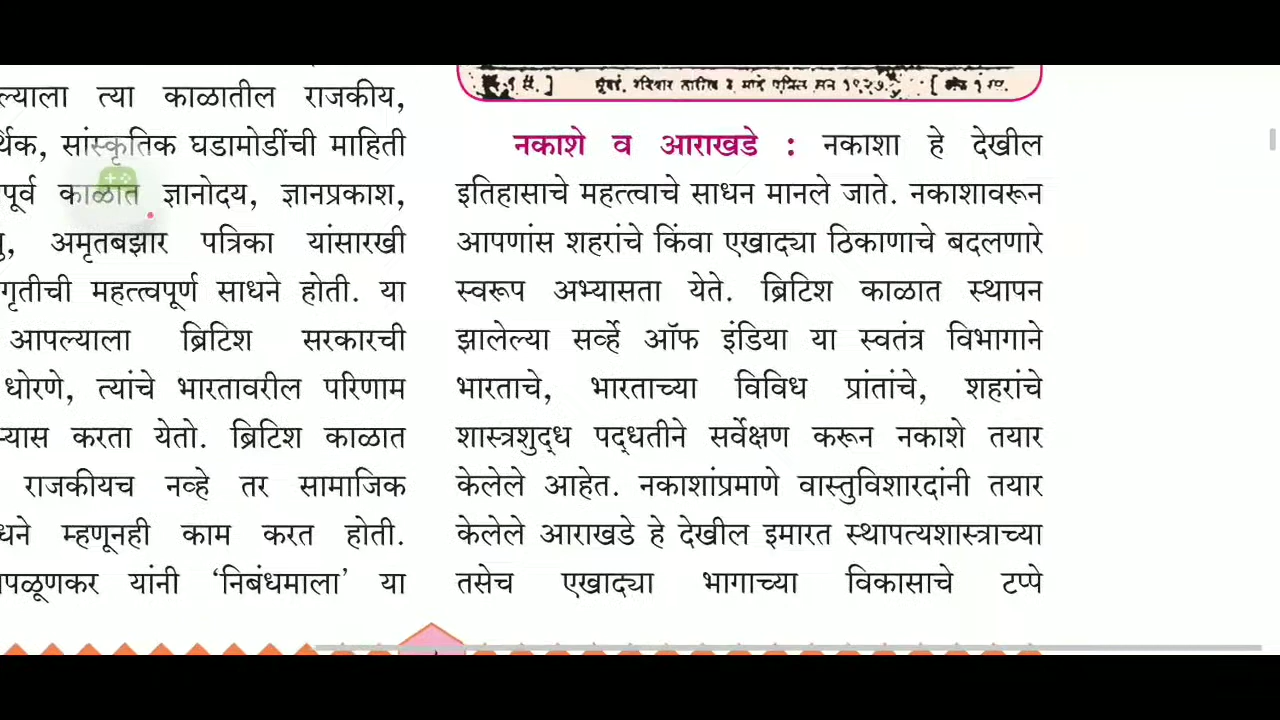 ल्याला त्या काळातील राजकीय,
र्थिक, सांस्कृतिक घडामोडींची माहिती
पूर्व काळात ज्ञानोदय, ज्ञानप्रकाश,
अमृतबझार पत्रिका यांसारखी
गृतीची महत्त्वपूर्ण साधने होती. या
आपल्याला ब्रिटिश सरकारची
धोरणे, त्यांचे भारतावरील परिणाम
भ्यास करता येतो. ब्रिटिश काळात
राजकीयच नव्हे तर सामाजिक
धने म्हणूनही काम करत होती.
पळूणकर यांनी ‘निबंधमाला’ या
नकाशे व आराखडे : नकाशा हे देखील
इतिहासाचे महत्त्वाचे साधन मानले जाते. नकाशावरून
आपणांस शहरांचे किंवा एखाद्या ठिकाणाचे बदलणारे
स्वरूप अभ्यासता येते. ब्रिटिश काळात स्थापन
झालेल्या सर्व्हे ऑफ इंडिया या स्वतंत्र विभागाने
भारताचे, भारताच्या विविध प्रांतांचे, शहरांचे
शास्त्रशुद्ध पद्धतीने सर्वेक्षण करून नकाशे तयार
केलेले आहेत. नकाशांप्रमाणे वास्तुविशारदांनी तयार
केलेले आराखडे हे देखील इमारत स्थापत्यशास्त्राच्या
तसेच एखाद्या भागाच्या विकासाचे टप्पे